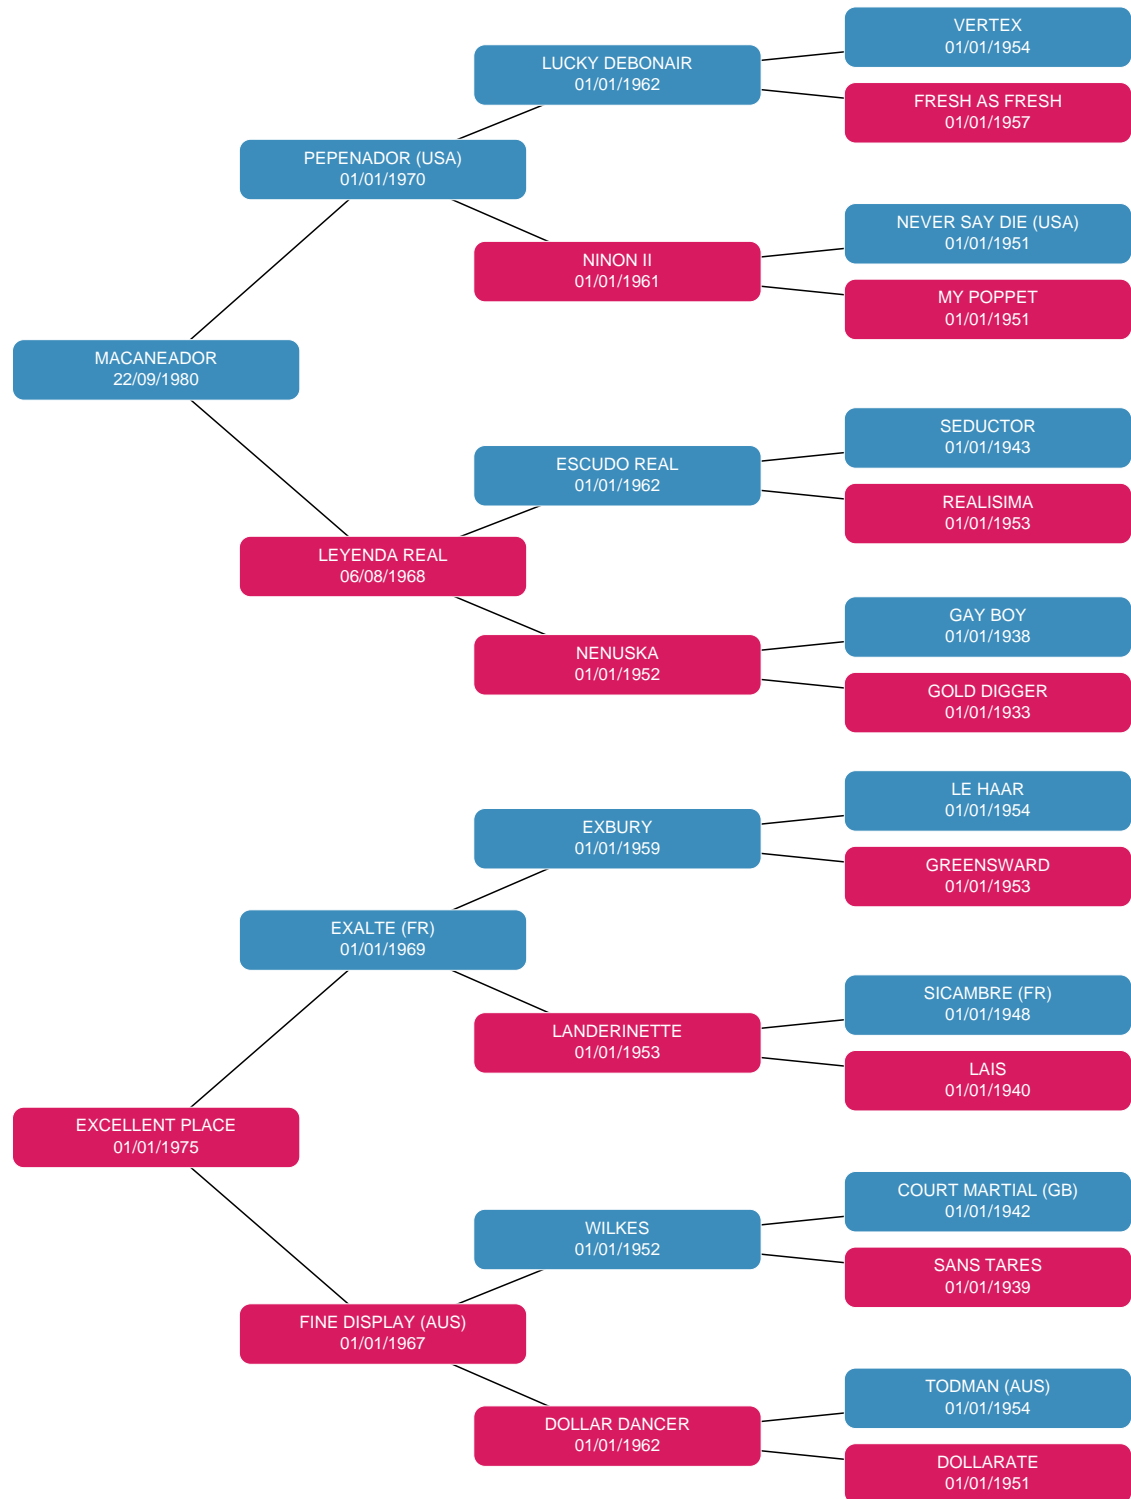 VERTEX
01/01/1954
LUCKY DEBONAIR
01/01/1962
FRESH AS FRESH
01/01/1957
PEPENADOR (USA)
01/01/1970
NEVER SAY DIE (USA)
01/01/1951
NINON II
01/01/1961
MY POPPET
01/01/1951
MACANEADOR
22/09/1980
SEDUCTOR
01/01/1943
ESCUDO REAL
01/01/1962
REALISIMA
01/01/1953
LEYENDA REAL
06/08/1968
GAY BOY
01/01/1938
NENUSKA
01/01/1952
GOLD DIGGER
01/01/1933
LE HAAR
01/01/1954
EXBURY
01/01/1959
GREENSWARD
01/01/1953
EXALTE (FR)
01/01/1969
SICAMBRE (FR)
01/01/1948
LANDERINETTE
01/01/1953
LAIS
01/01/1940
EXCELLENT PLACE
01/01/1975
COURT MARTIAL (GB)
01/01/1942
WILKES
01/01/1952
SANS TARES
01/01/1939
FINE DISPLAY (AUS)
01/01/1967
TODMAN (AUS)
01/01/1954
DOLLAR DANCER
01/01/1962
DOLLARATE
01/01/1951